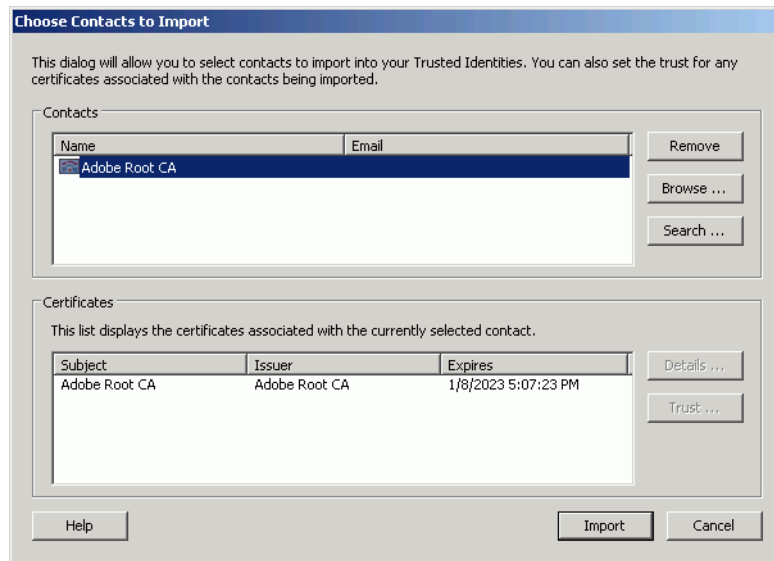 Choose Contacts to Import
This dialog will allow you to select contacts to import into your Trusted Identities. You can also set the trust for any
certificates associated with the contacts being imported.
Contacts
Name Email
Adobe Root CA
Remove
Browse ...
Search ...
Certificates
This list displays the certificates associated with the currently selected contact.
Subject Issuer Expires
Adobe Root CA Adobe Root CA 1/8/2023 5:07:23 PM
Details ...
Trust ...
Help Import Cancel